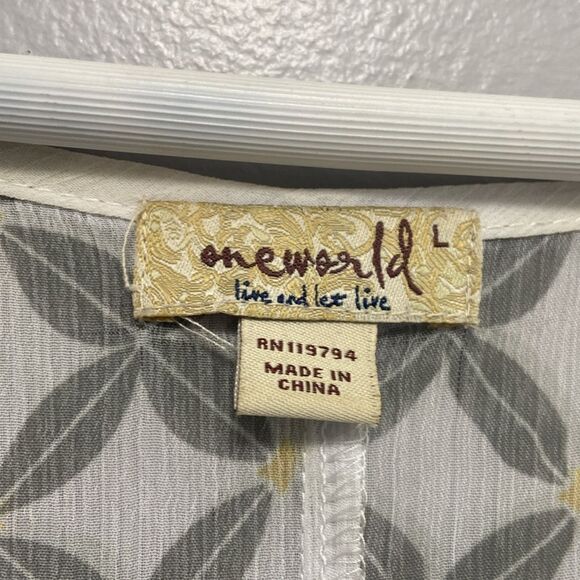 oneworld L
live and let live
RN119794
MADE IN
CHINA